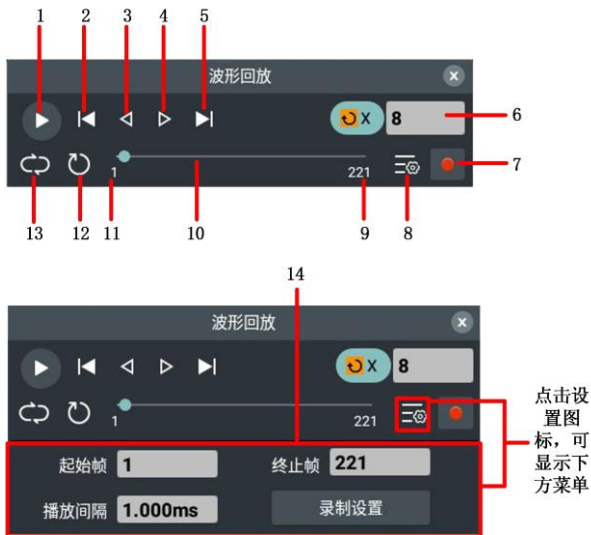 1 2 3 4 5
波形回放
X 8
6
1 221
7
13 12 11 10 9 8
14
波形回放
X 8
1 221
起始帧 1 终止帧 221
播放间隔 1.000ms 录制设置
点击设
置图
标，可
显示下
方菜单